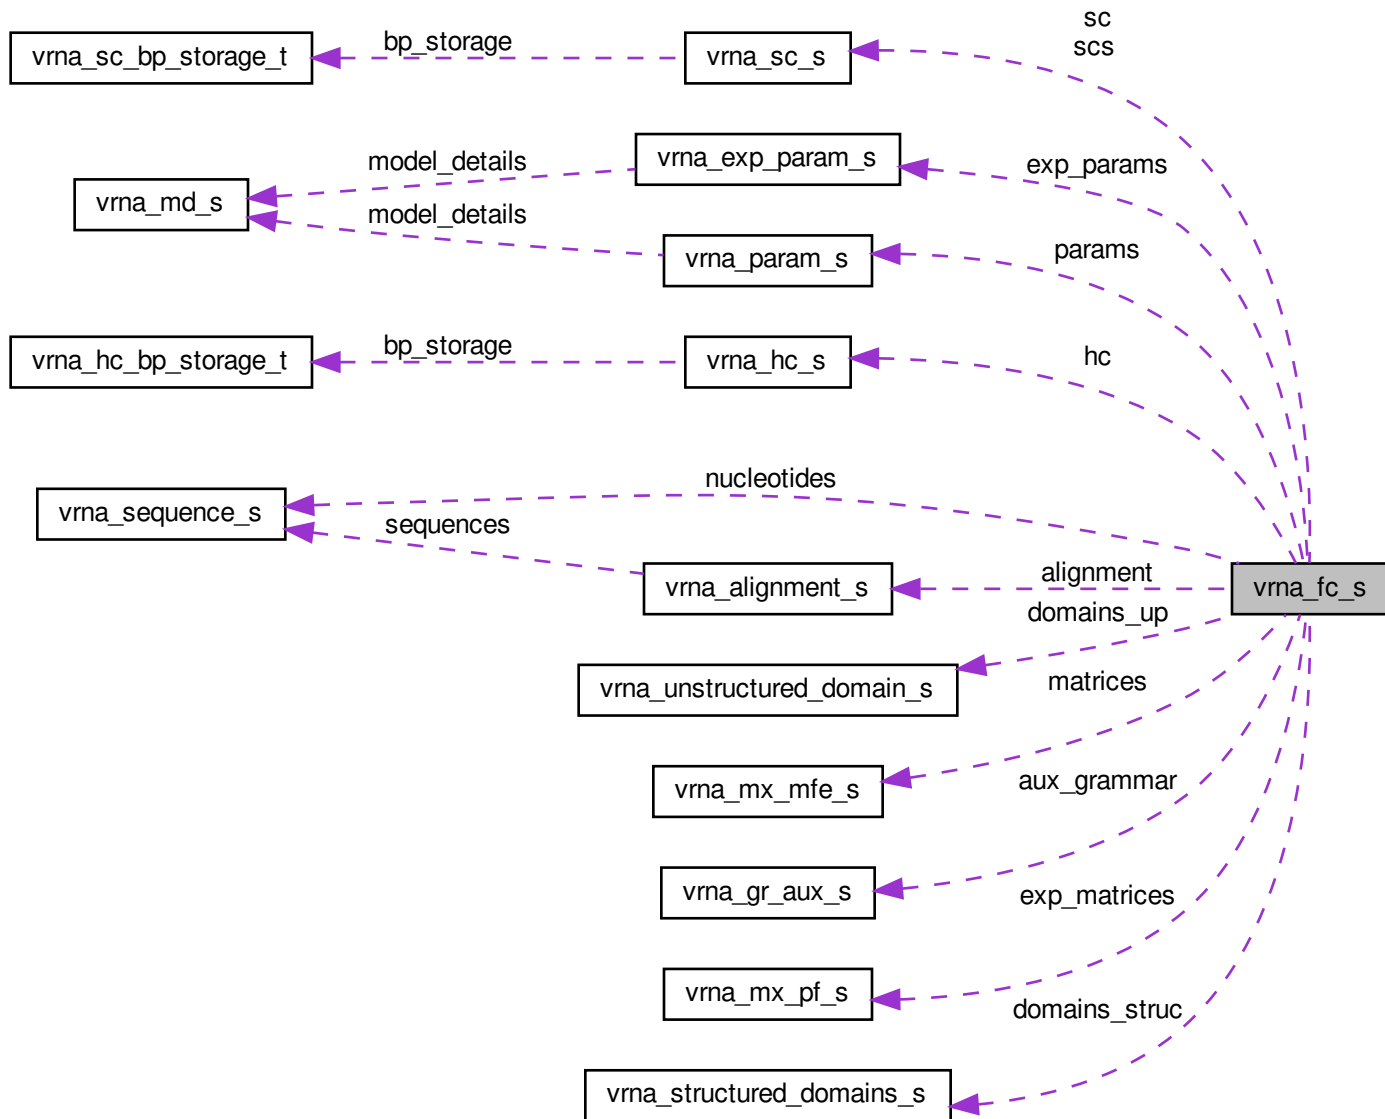 sc
scs
vrna_sc_bp_storage_t
bp_storage
vrna_sc_s
model_details
vrna_exp_param_s
exp_params
vrna_md_s
model_details
vrna_param_s
params
vrna_hc_bp_storage_t
bp_storage
vrna_hc_s
hc
nucleotides
vrna_sequence_s
sequences
vrna_alignment_s
alignment
vrna_fc_s
domains_up
vrna_unstructured_domain_s
matrices
vrna_mx_mfe_s
aux_grammar
vrna_gr_aux_s
exp_matrices
vrna_mx_pf_s
domains_struc
vrna_structured_domains_s